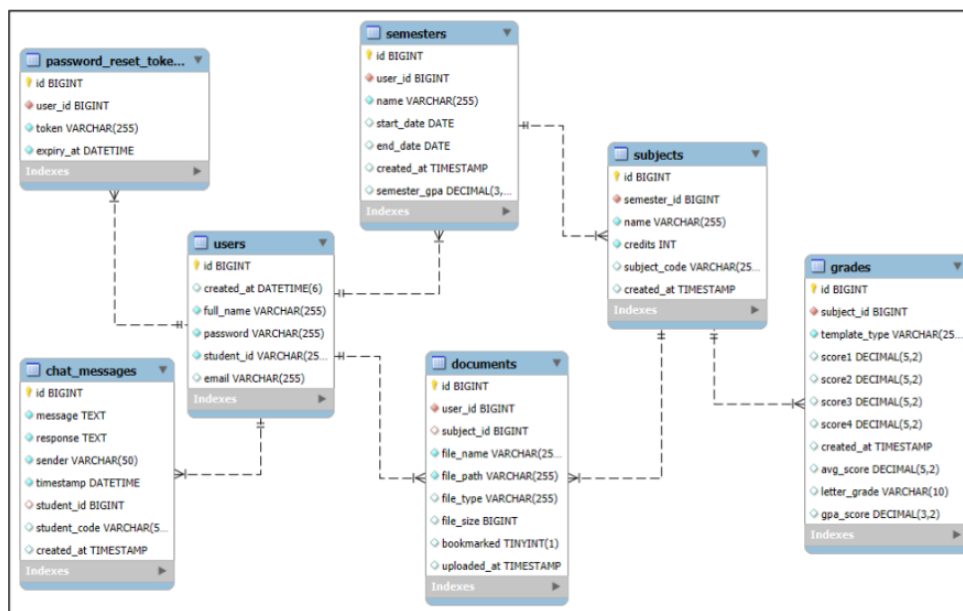 password_reset_toke...
id BIGINT
user_id BIGINT
token VARCHAR(255)
expiry_at DATETIME
Indexes
semesters
id BIGINT
user_id BIGINT
name VARCHAR(255)
start_date DATE
end_date DATE
created_at TIMESTAMP
semester_gpa DECIMAL(3,...
Indexes
users
id BIGINT
created_at DATETIME(6)
full_name VARCHAR(255)
password VARCHAR(255)
student_id VARCHAR(25...
email VARCHAR(255)
Indexes
chat_messages
id BIGINT
message TEXT
response TEXT
sender VARCHAR(50)
timestamp DATETIME
student_id BIGINT
student_code VARCHAR(5...
created_at TIMESTAMP
Indexes
documents
id BIGINT
user_id BIGINT
subject_id BIGINT
file_name VARCHAR(25...
file_path VARCHAR(255)
file_type VARCHAR(255)
file_size BIGINT
bookmarked TINYINT(1)
uploaded_at TIMESTAMP
Indexes
subjects
id BIGINT
semester_id BIGINT
name VARCHAR(255)
credits INT
subject_code VARCHAR(25...
created_at TIMESTAMP
Indexes
grades
id BIGINT
subject_id BIGINT
template_type VARCHAR(25...
score1 DECIMAL(5,2)
score2 DECIMAL(5,2)
score3 DECIMAL(5,2)
score4 DECIMAL(5,2)
created_at TIMESTAMP
avg_score DECIMAL(5,2)
letter_grade VARCHAR(10)
gpa_score DECIMAL(3,2)
Indexes